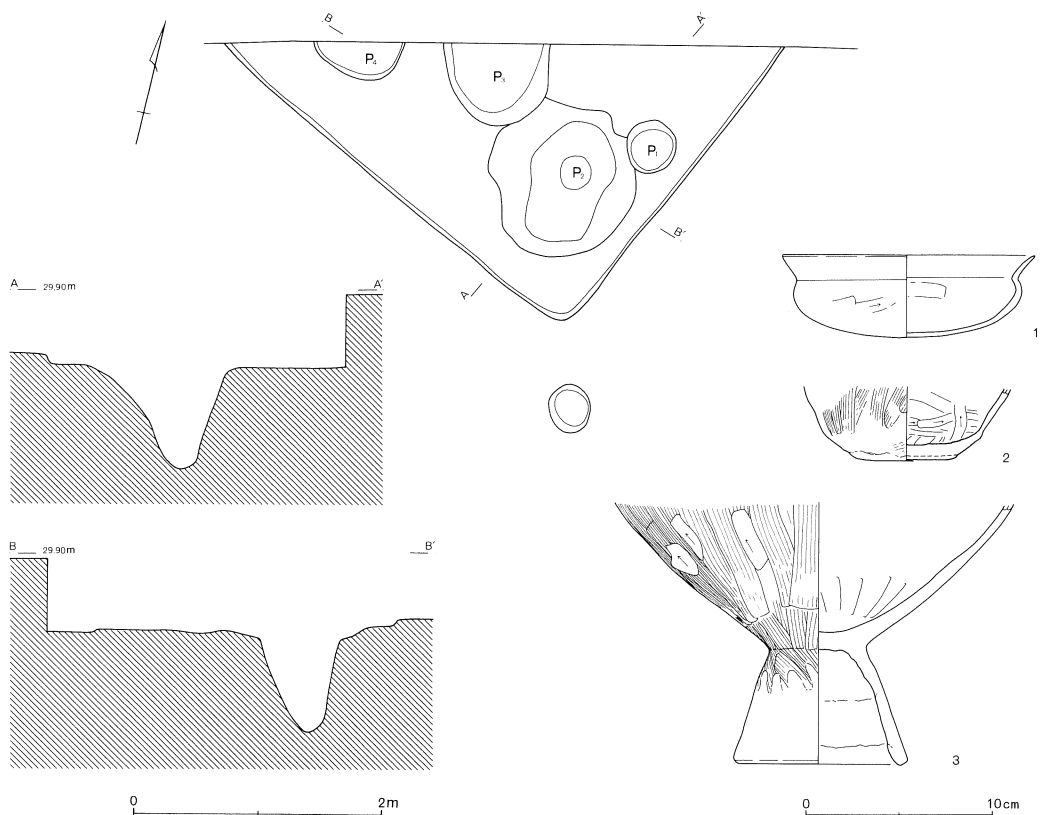 B
A′
P₄
P₃
P₁
P₂
B′
A
A 29.90m A′
1
2
B 29.90m B′
3
0 2m
0 10cm